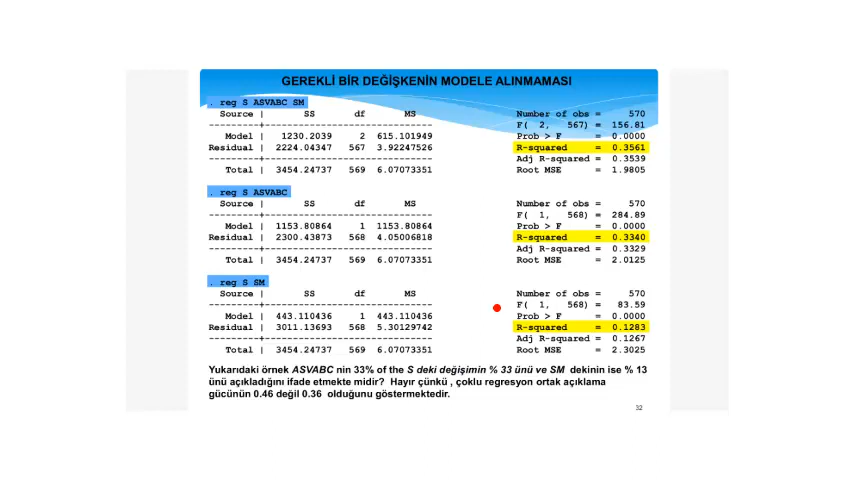 GEREKLİ BİR DEĞİŞKENİN MODELE ALINMAMASI
. reg S ASVABC SM
Source | SS df MS Number of obs = 570
---------+------------------------------ F( 2, 567) = 156.81
Model | 1230.2039 2 615.101949 Prob > F = 0.0000
Residual | 2224.04347 567 3.92247526 R-squared = 0.3561
---------+------------------------------ Adj R-squared = 0.3539
Total | 3454.24737 569 6.07073351 Root MSE = 1.9805
. reg S ASVABC
Source | SS df MS Number of obs = 570
---------+------------------------------ F( 1, 568) = 284.89
Model | 1153.80864 1 1153.80864 Prob > F = 0.0000
Residual | 2300.43873 568 4.05006818 R-squared = 0.3340
---------+------------------------------ Adj R-squared = 0.3329
Total | 3454.24737 569 6.07073351 Root MSE = 2.0125
. reg S SM
Source | SS df MS Number of obs = 570
---------+------------------------------ F( 1, 568) = 83.59
Model | 443.110436 1 443.110436 Prob > F = 0.0000
Residual | 3011.13693 568 5.30129742 R-squared = 0.1283
---------+------------------------------ Adj R-squared = 0.1267
Total | 3454.24737 569 6.07073351 Root MSE = 2.3025
Yukarıdaki örnek ASVABC nin 33% of the S deki değişimin % 33 ünü ve SM dekinin ise % 13
ünü açıkladığını ifade etmekte midir? Hayır çünkü , çoklu regresyon ortak açıklama
gücünün 0.46 değil 0.36 olduğunu göstermektedir.
32